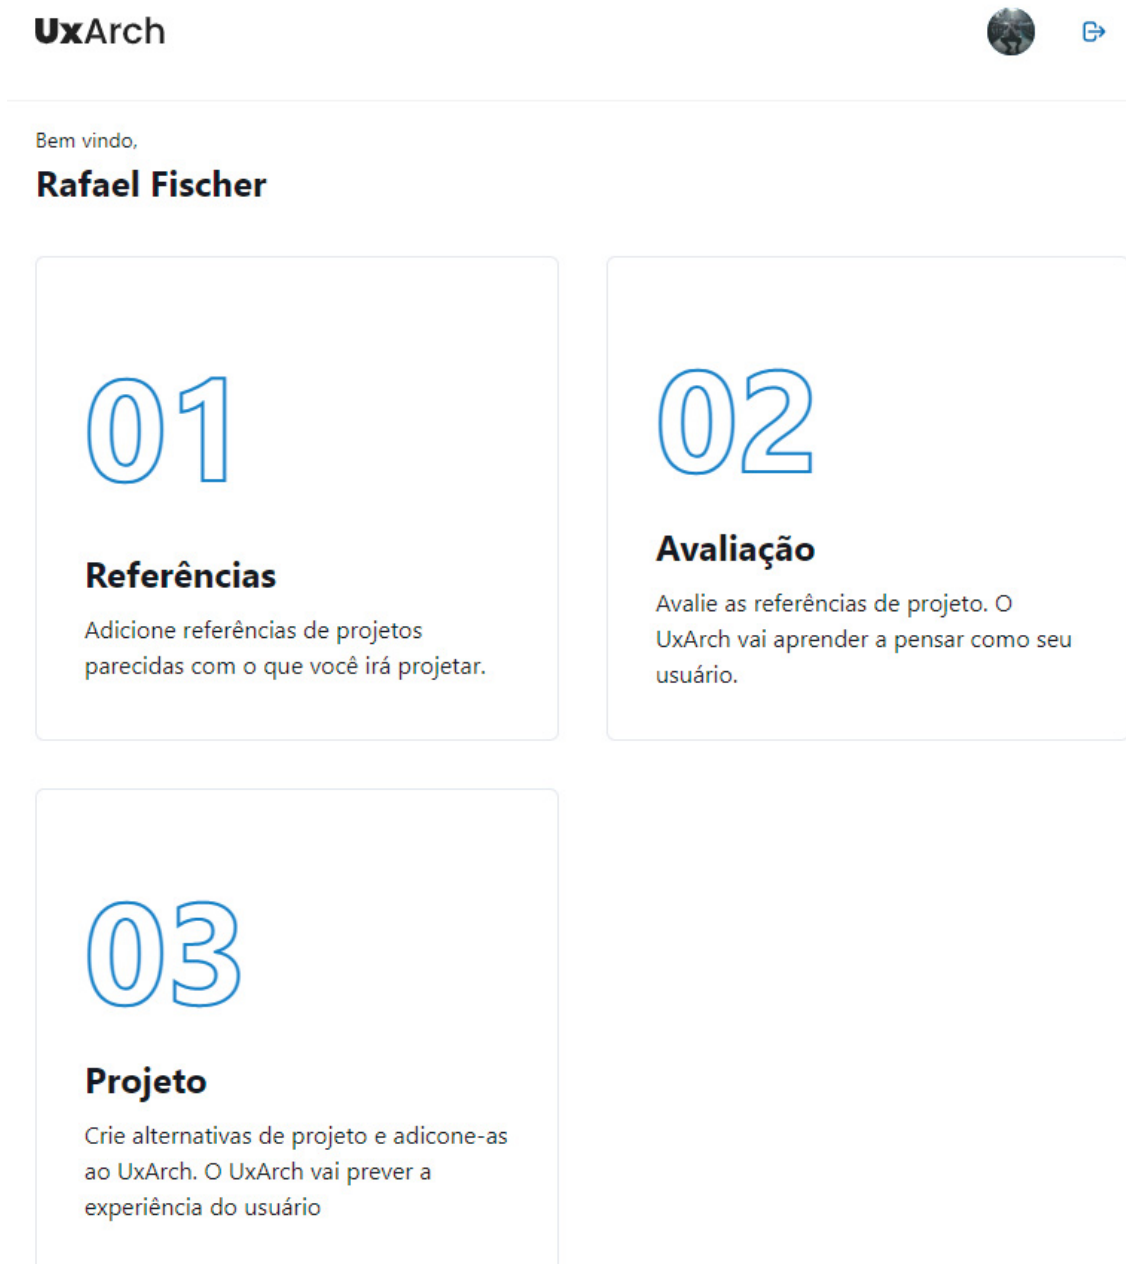 UxArch
Bem vindo,
Rafael Fischer
01
Referências
Adicione referências de projetos
parecidas com o que você irá projetar.
02
Avaliação
Avalie as referências de projeto. O
UxArch vai aprender a pensar como seu
usuário.
03
Projeto
Crie alternativas de projeto e adicone-as
ao UxArch. O UxArch vai prever a
experiência do usuário